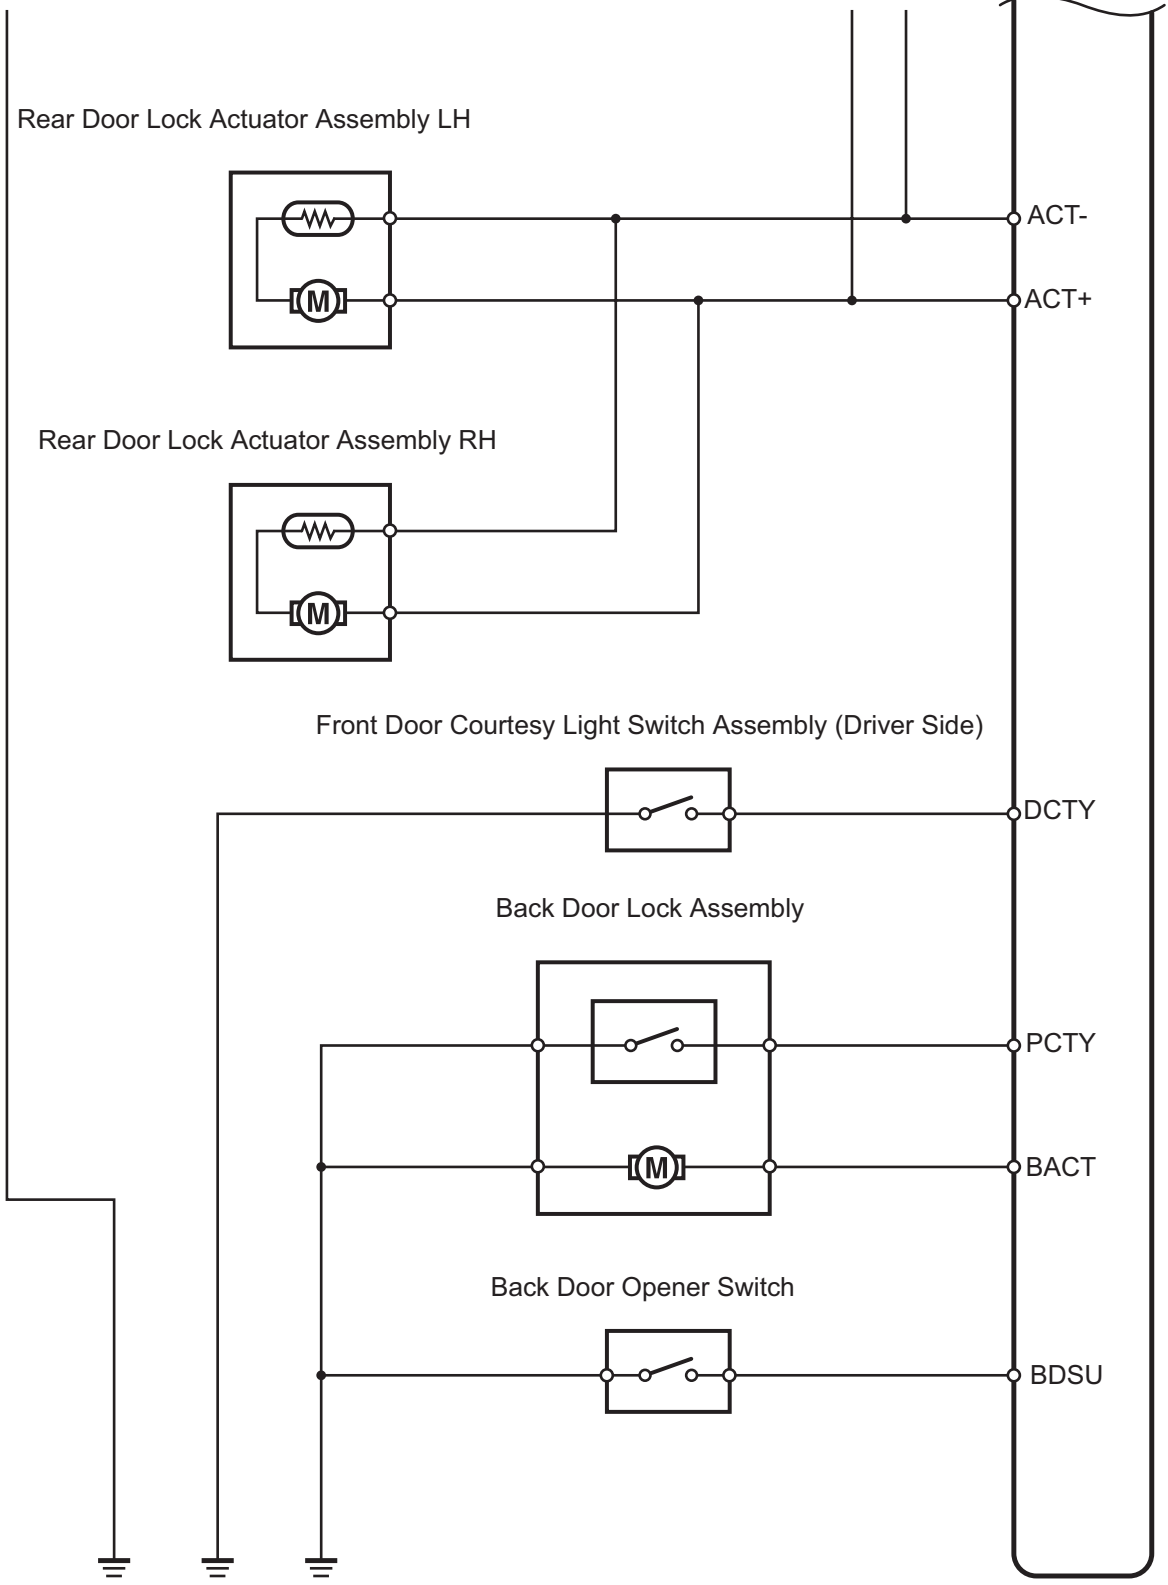 Rear Door Lock Actuator Assembly LH
M
ACT-
ACT+
Rear Door Lock Actuator Assembly RH
M
Front Door Courtesy Light Switch Assembly (Driver Side)
DCTY
Back Door Lock Assembly
PCTY
M
BACT
Back Door Opener Switch
BDSU